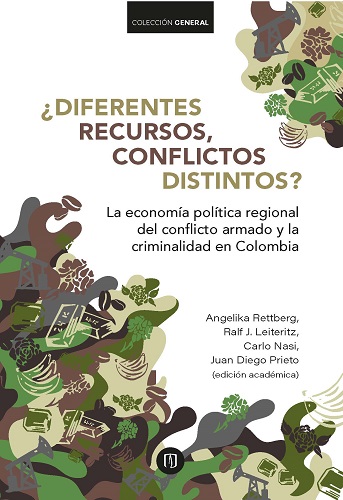 COLECCIÓN GENERAL
¿DIFERENTES
RECURSOS,
CONFLICTOS
DISTINTOS?
La economía política regional
del conflicto armado y la
criminalidad en Colombia
Angelika Rettberg,
Ralf J. Leiteritz,
Carlo Nasi,
Juan Diego Prieto
(edición académica)